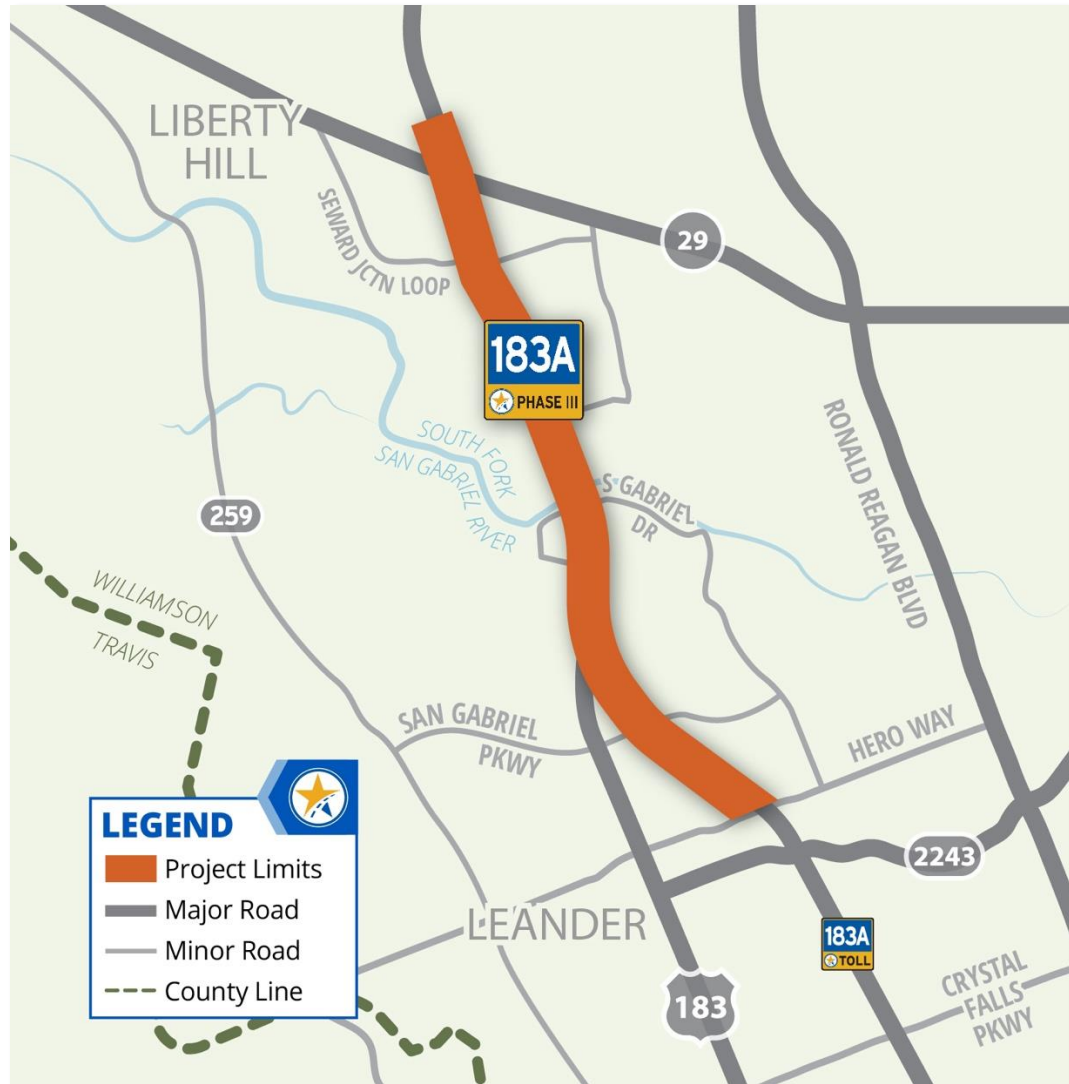 LIBERTY
HILL
29
SEWARD JCTN LOOP
183A
PHASE III
SOUTH FORK
SAN GABRIEL RIVER
S GABRIEL
DR
RONALD REAGAN BLVD
259
WILLIAMSON
TRAVIS
SAN GABRIEL
PKWY
HERO WAY
2243
LEANDER
183A
TOLL
183
CRYSTAL
FALLS
PKWY
LEGEND
Project Limits
Major Road
Minor Road
County Line